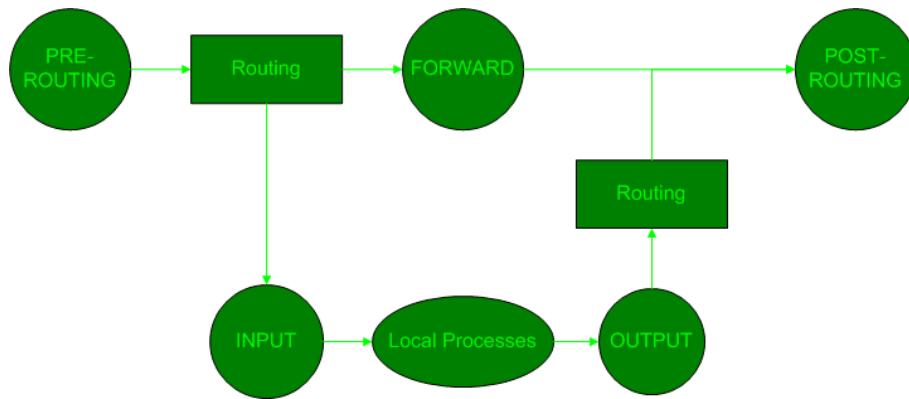 PRE-
ROUTING
Routing
FORWARD
POST-
ROUTING
Routing
INPUT
Local Processes
OUTPUT